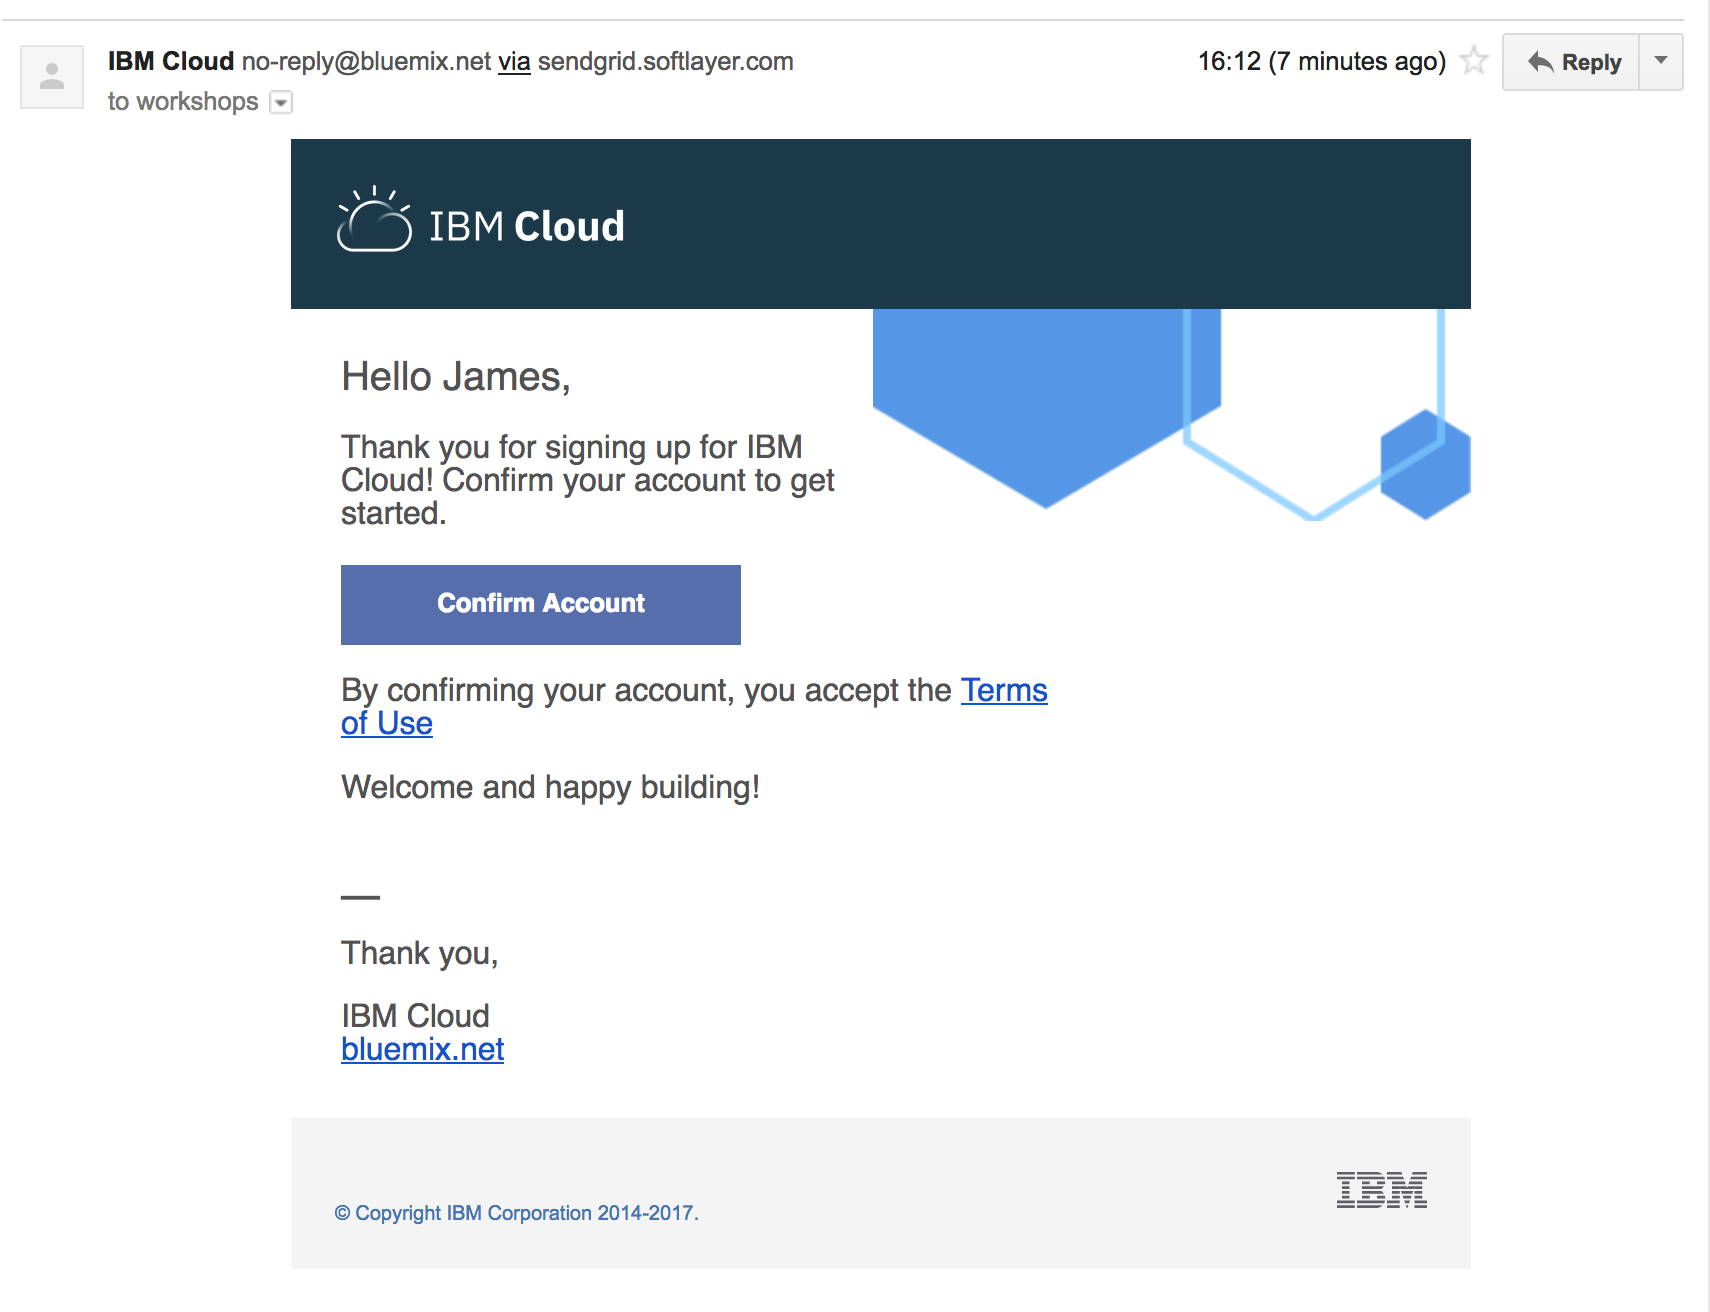 IBM Cloud no-reply@bluemix.net via sendgrid.softlayer.com
16:12 (7 minutes ago)
Reply
to workshops
IBM Cloud
Hello James,
Thank you for signing up for IBM
Cloud! Confirm your account to get
started.
Confirm Account
By confirming your account, you accept the Terms
of Use
Welcome and happy building!
Thank you,
IBM Cloud
bluemix.net
IBM
© Copyright IBM Corporation 2014-2017.